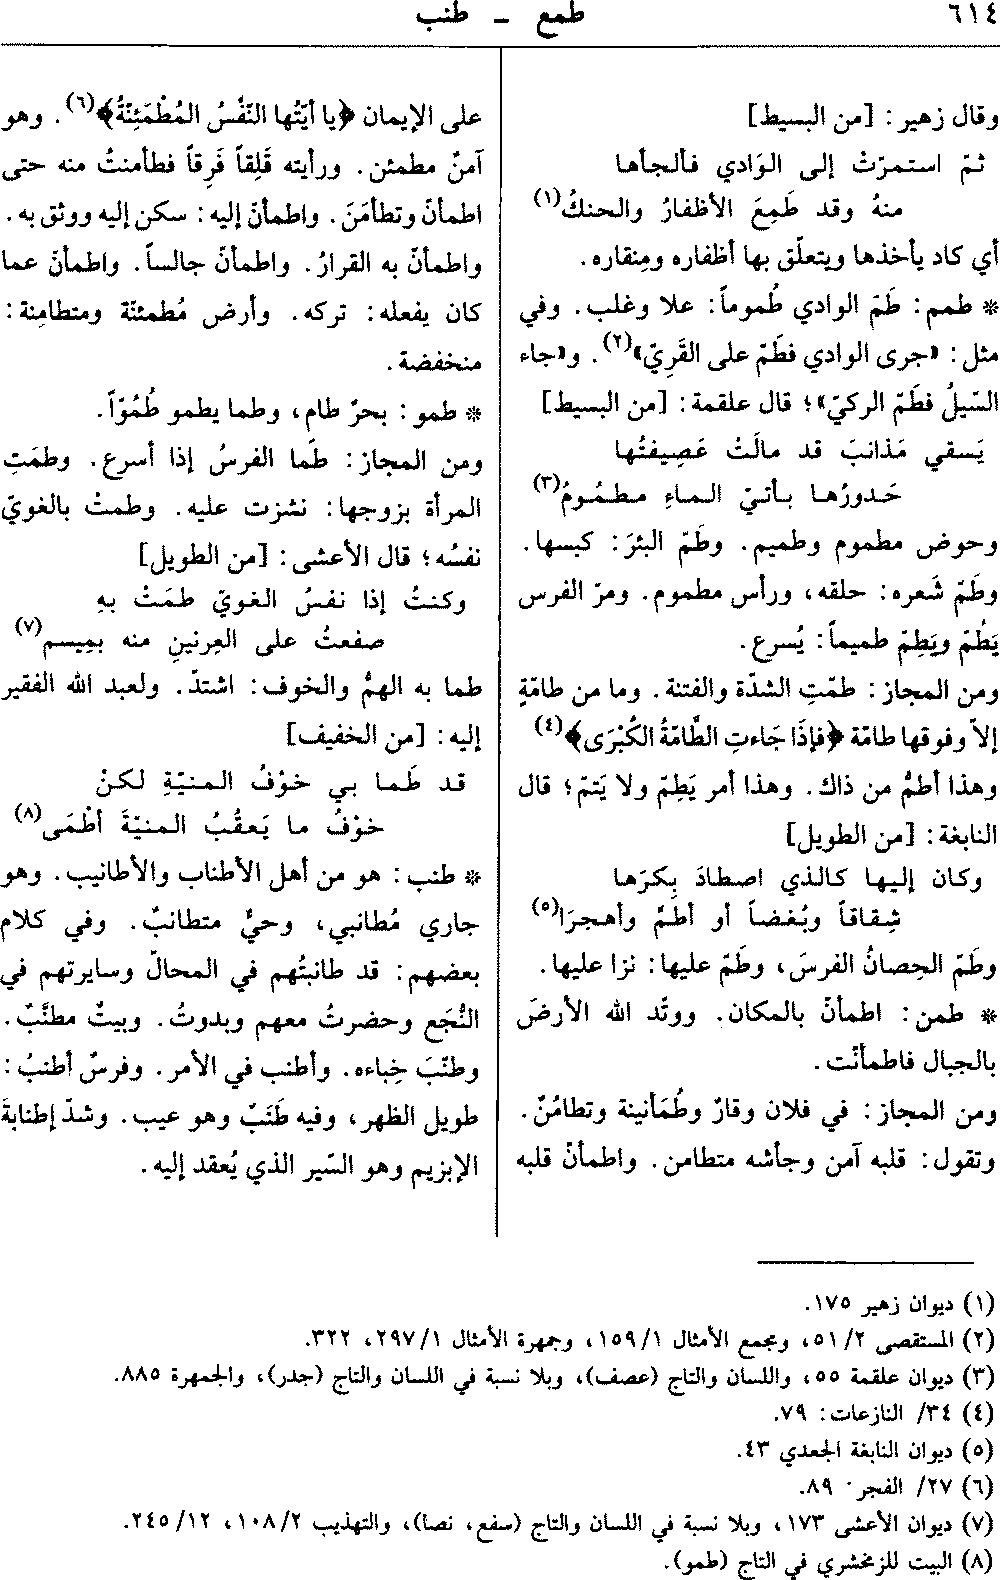 ٦١٤
طمع - طنب
وقال زهير: [من البسيط]
ثمّ استمرّتْ إلى الوَادي فألجأها
منهُ وقد طَمِعَ الأظفارُ والحنكُ(١)
أي كاد يأخذها ويتعلّق بها أظفاره ومِنقاره.
* طمم: طَمّ الوادي طُموماً: علا وغلب. وفي
مثل: «جرى الوادي فطَمّ على القَرِيّ»(٢). و«جاء
السّيلُ فطَمّ الركيّ»؛ قال علقمة: [من البسيط]
يَسقي مَذانبَ قد مالَتْ عَصِيفتُها
حَدورُها بأتيّ الماءِ مطمُومُ(٣)
وحوض مطموم وطميم. وطَمّ البئرَ: كبسها.
وطَمّ شَعره: حلقه، ورأس مطموم. ومرّ الفرس
يَطُمّ ويَطِمّ طميماً: يُسرع.
ومن المجاز: طمّتِ الشدّة والفتنة. وما من طامّةٍ
إلاّ وفوقها طامّة ﴿فإذَا جَاءتِ الطَّامّةُ الكُبْرَى﴾(٤)
وهذا أطمُّ من ذاك. وهذا أمر يَطِمّ ولا يَتمّ؛ قال
النابغة: [من الطويل]
وكان إليها كالذي اصطادَ بِكرَها
شِقاقاً وبُغضاً أو أطمّ وأهجرَا(٥)
وطَمّ الحِصانُ الفرسَ، وطَمّ عليها: نزا عليها.
* طمن: اطمأنّ بالمكان. ووتّد الله الأرضَ
بالجبال فاطمأنّت.
ومن المجاز: في فلان وقارٌ وطُمَأنينة وتطامُنٌ.
وتقول: قلبه آمن وجأشه متطامن. واطمأنّ قلبه
على الإيمان ﴿يا أيّتُها النّفْسُ المُطْمَئِنّةُ﴾(٦). وهو
آمنٌ مطمئن. ورأيته قَلِقاً فَرِقاً فطأمنتُ منه حتى
اطمأنّ وتطأمَنَ. واطمأنّ إليه: سكن إليه ووثق به.
واطمأنّ به القرارُ. واطمأنّ جالساً. واطمأنّ عما
كان يفعله: تركه. وأرض مُطمئنّة ومتطامِنة:
منخفضة.
* طمو: بحرٌ طام، وطما يطمو طُمُوّاً.
ومن المجاز: طَما الفرسُ إذا أسرع. وطمَتِ
المرأة بزوجها: نشزت عليه. وطمتْ بالغويّ
نفسُه؛ قال الأعشى: [من الطويل]
وكنتُ إذا نفسُ الغويّ طمَتْ بهِ
صفعتُ على العِرنينِ منه بمِيسم(٧)
طما به الهمُّ والخوف: اشتدّ. ولعبد الله الفقير
إليه: [من الخفيف]
قد طَما بي خوْفُ المنيّةِ لكنْ
خوْفُ ما يَعقُبُ المنيّةَ أطْمَى(٨)
* طنب: هو من أهل الأطناب والأطانيب. وهو
جاري مُطانبي، وحيٌّ متطانبٌ. وفي كلام
بعضهم: قد طانبتُهم في المحالّ وسايرتهم في
النُّجَع وحضرتُ معهم وبدوتُ. وبيتٌ مطنَّبٌ.
وطنّبَ خِباءه. وأطنب في الأمر. وفرسٌ أطنبُ:
طويل الظهر، وفيه طَنَبٌ وهو عيب. وشدّ إطنابةَ
الإبزيم وهو السّير الذي يُعقد إليه.
(١) ديوان زهير ١٧٥.
(٢) المستقصى ٥١/٢، ومجمع الأمثال ١٥٩/١، وجمهرة الأمثال ٢٩٧/١، ٣٢٢.
(٣) ديوان علقمة ٥٥، واللسان والتاج (عصف)، وبلا نسبة في اللسان والتاج (جدر)، والجمهرة ٨٨٥.
(٤) ٣٤/ النازعات: ٧٩.
(٥) ديوان النابغة الجعدي ٤٣.
(٦) ٢٧/ الفجر: ٨٩.
(٧) ديوان الأعشى ١٧٣، وبلا نسبة في اللسان والتاج (سفع، نصا)، والتهذيب ١٠٨/٢، ٢٤٥/١٢.
(٨) البيت للزمخشري في التاج (طمو).